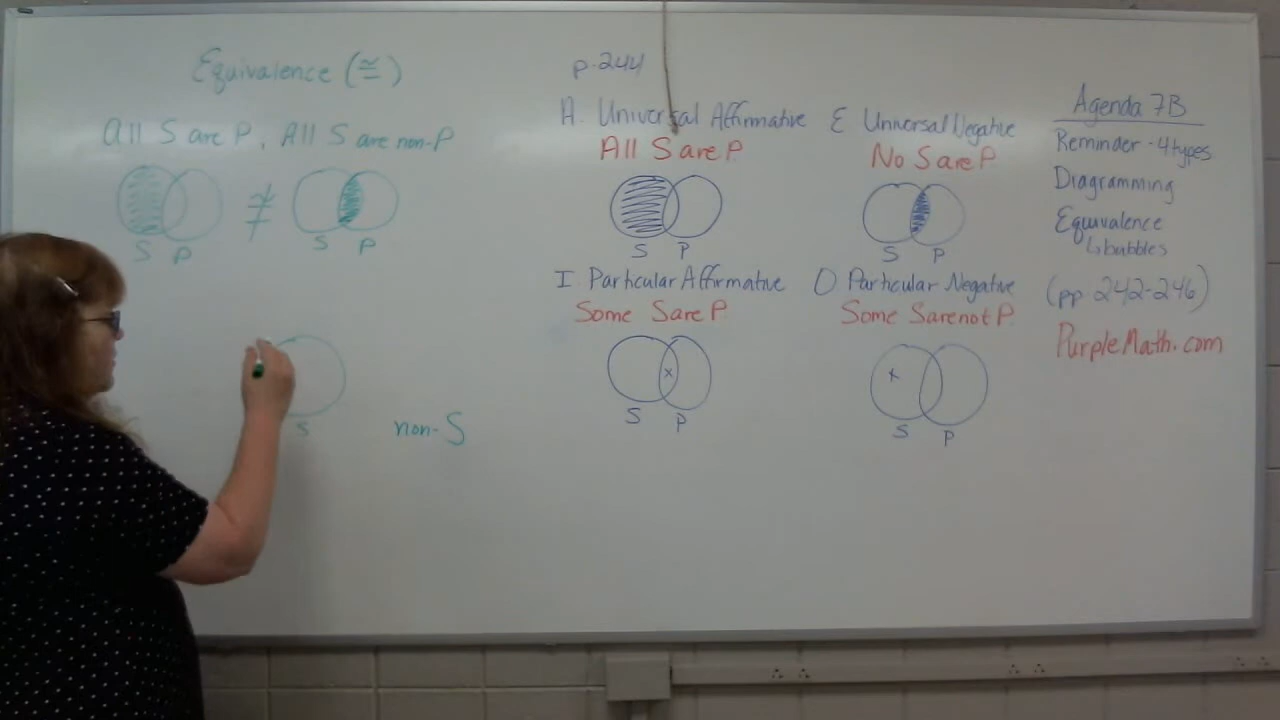 Equivalence (≅)
All S are P, All S are non-P
≇
S P
S P
S
non-S
p. 244
A. Universal Affirmative
All S are P
S P
E Universal Negative
No S are P
S P
I Particular Affirmative
Some S are P
x
S P
O Particular Negative
Some S are not P.
x
S P
Agenda 7B
Reminder - 4 types
Diagramming
Equivalence
↳ bubbles
(pp 242-246)
PurpleMath.com